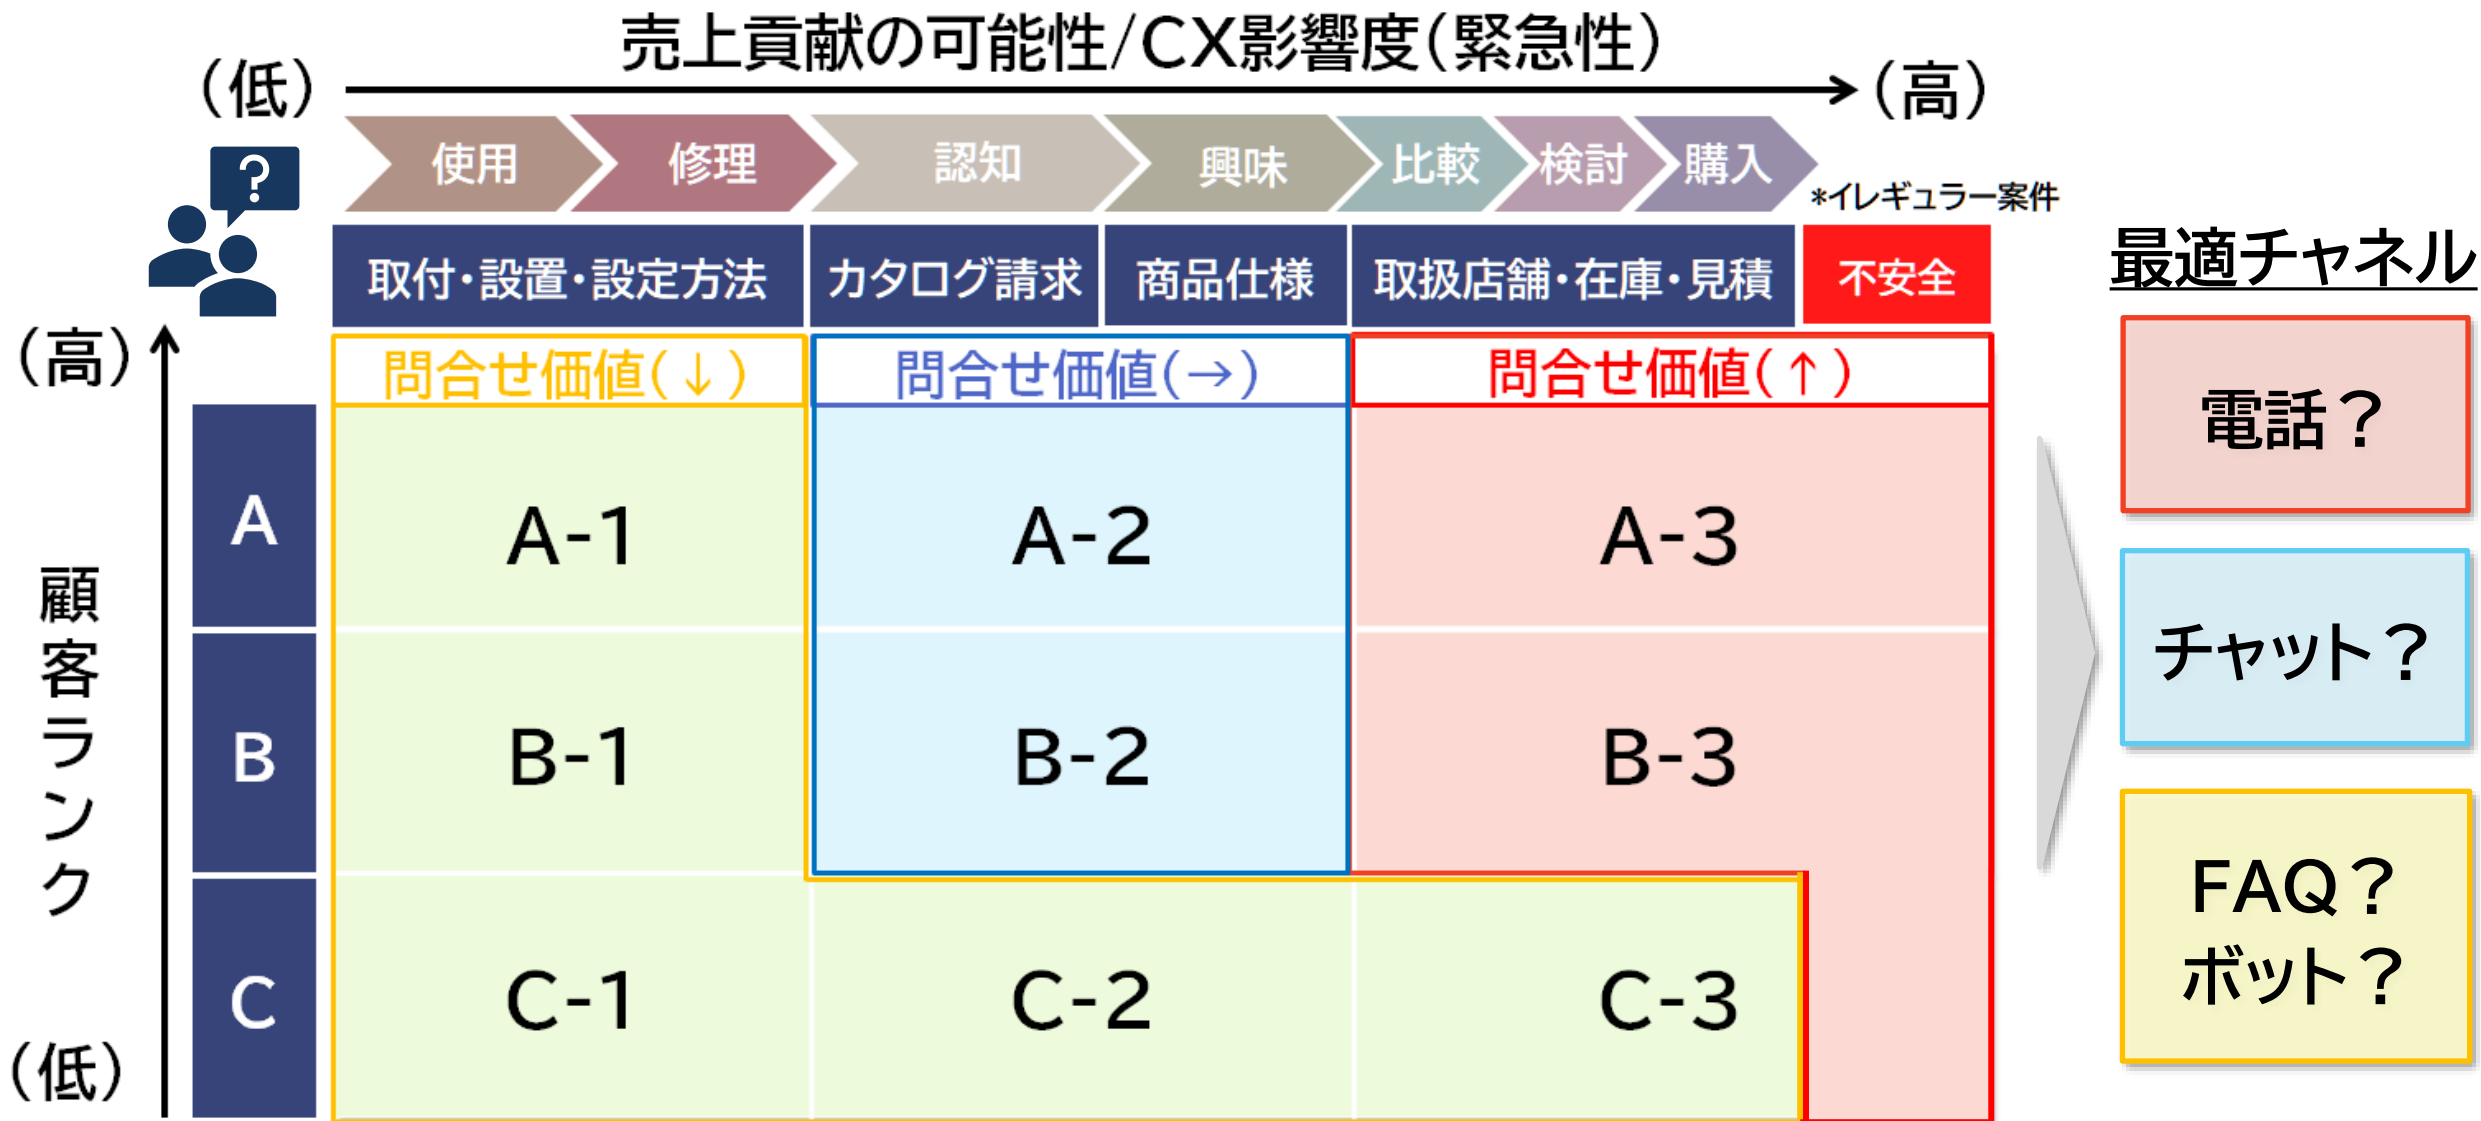 売上貢献の可能性/CX影響度(緊急性)
(低)
(高)
使用
修理
認知
興味
比較
検討
購入
*イレギュラー案件
?
取付・設置・設定方法
カタログ請求
商品仕様
取扱店舗・在庫・見積
不安全
最適チャネル
(高)
問合せ価値(↓)
問合せ価値(→)
問合せ価値(↑)
顧客ランク
A
A-1
A-2
A-3
B
B-1
B-2
B-3
C
C-1
C-2
C-3
(低)
電話?
チャット?
FAQ?
ボット?